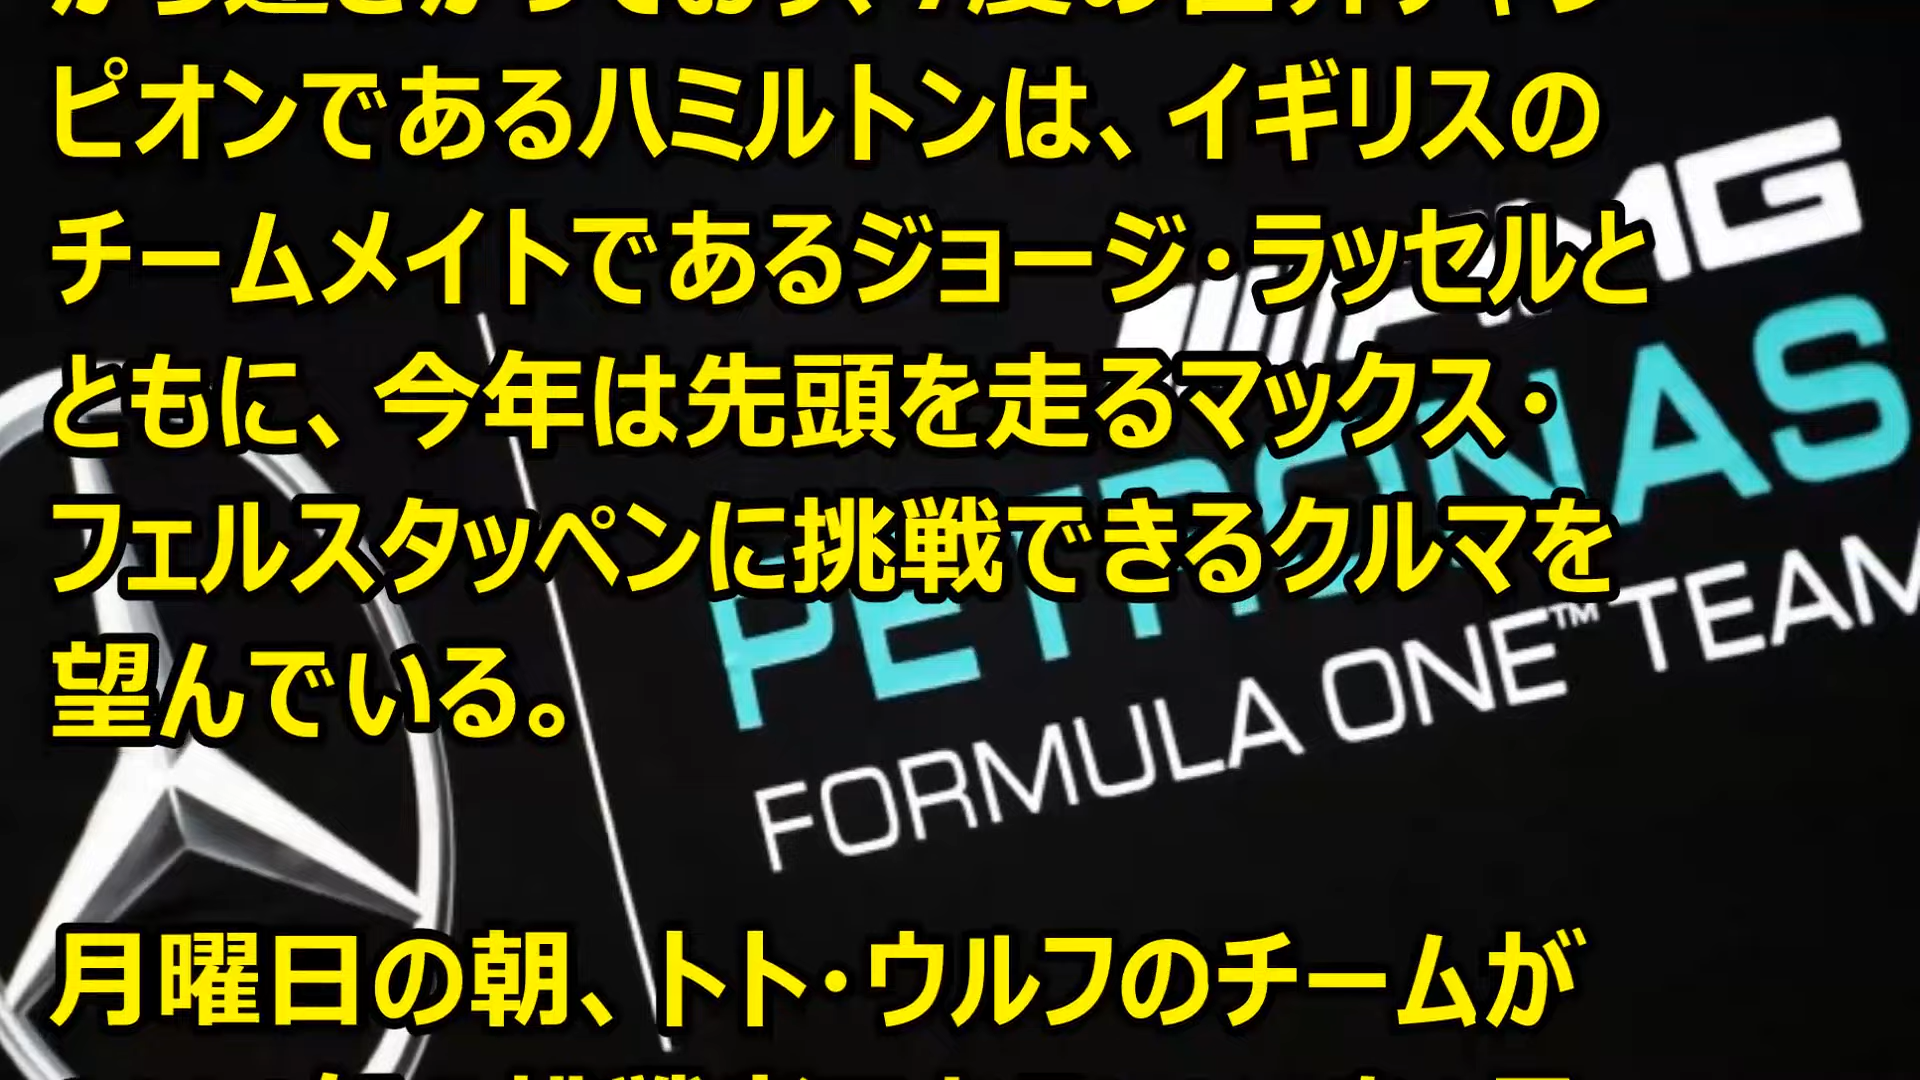 ピオンであるハミルトンは、イギリスの
チームメイトであるジョージ・ラッセルと
ともに、今年は先頭を走るマックス・
フェルスタッペンに挑戦できるクルマを
望んでいる。
月曜日の朝、トト・ウルフのチームが
AMG
PETRONAS
FORMULA ONE™ TEAM